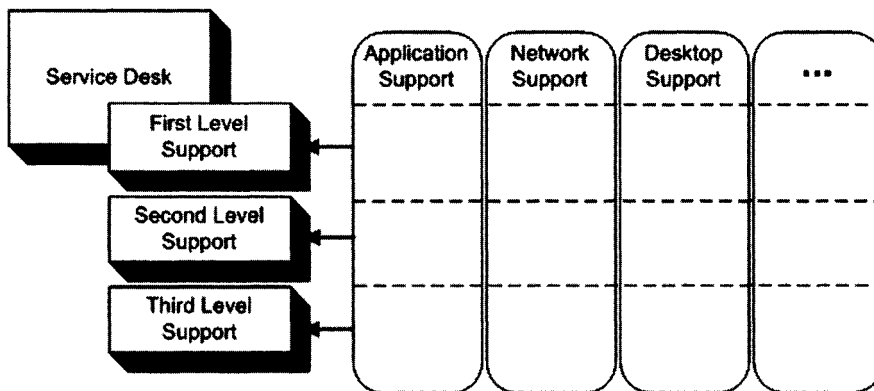 Service Desk
First Level
Support
Second Level
Support
Third Level
Support
Application
Support
Network
Support
Desktop
Support
...